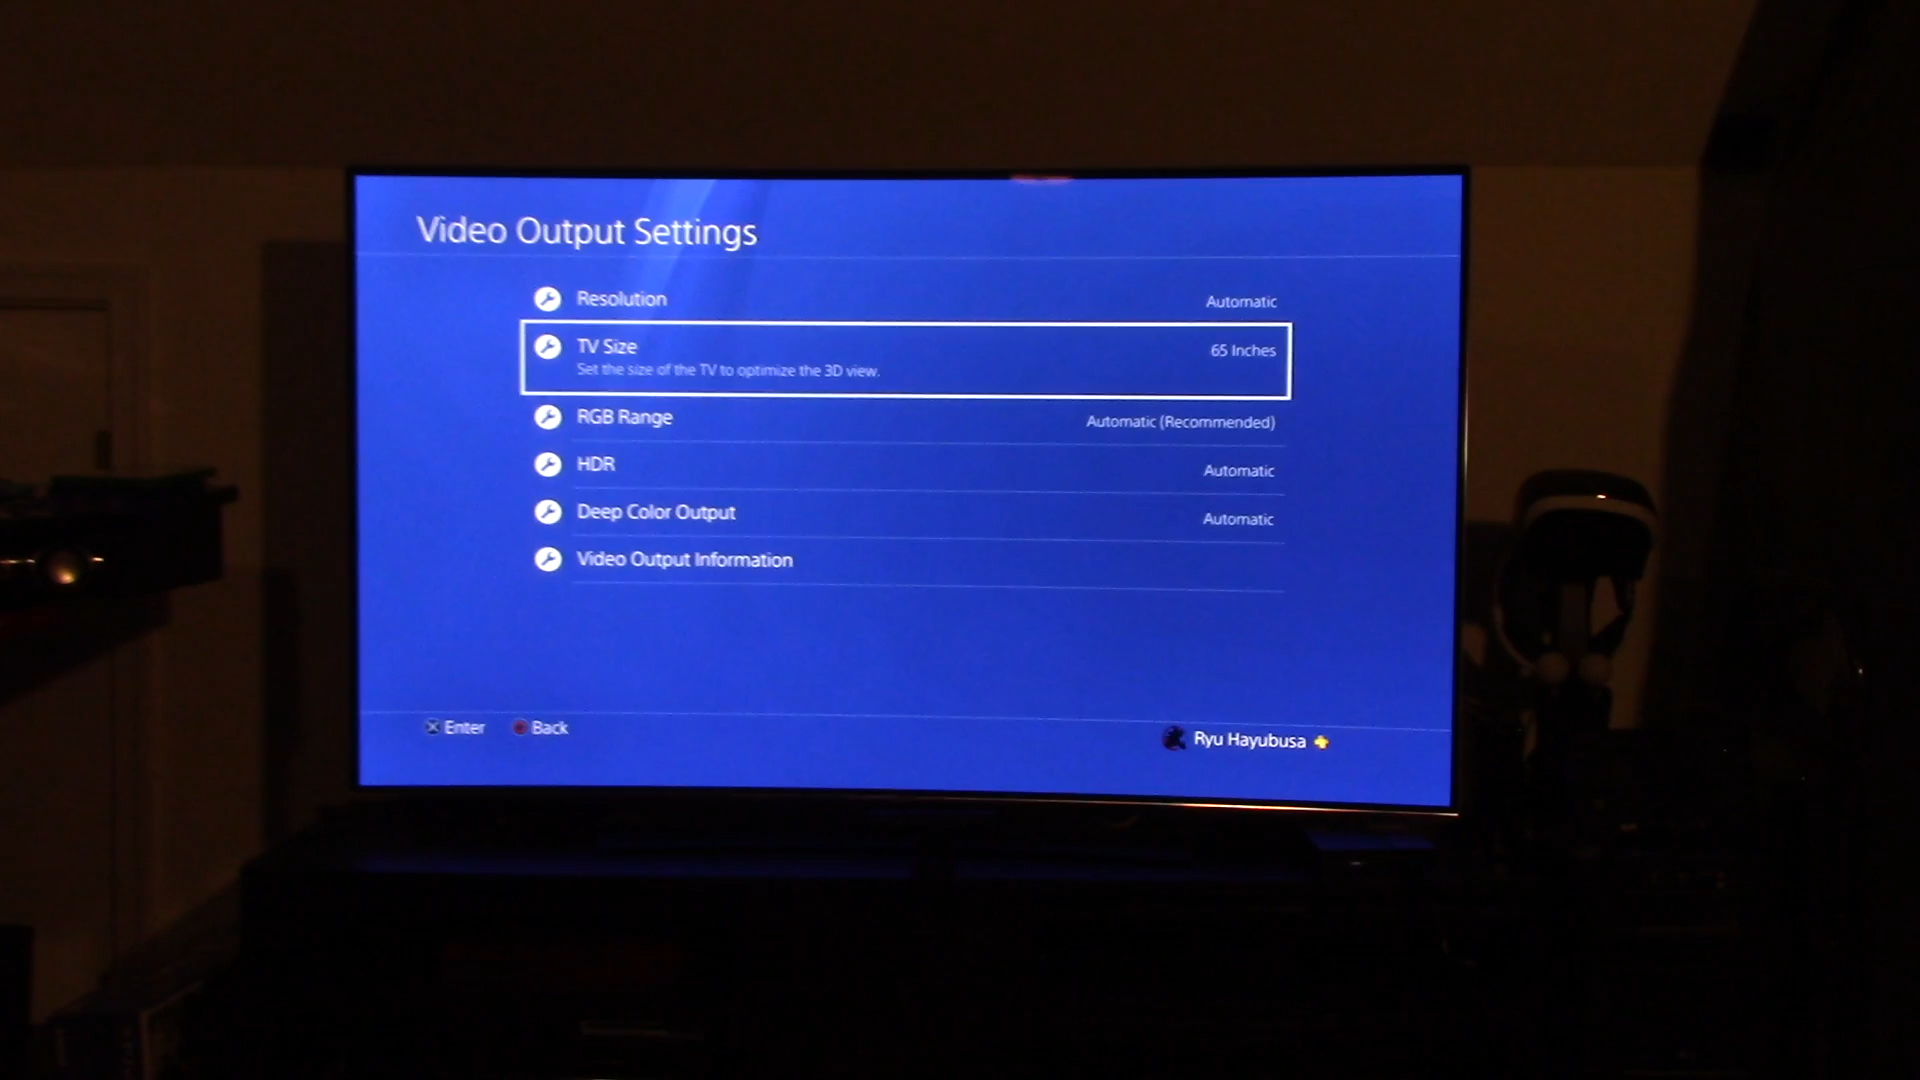 Video Output Settings
Resolution Automatic
TV Size 65 Inches
Set the size of the TV to optimize the 3D view.
RGB Range Automatic (Recommended)
HDR Automatic
Deep Color Output Automatic
Video Output Information
Enter Back
Ryu Hayubusa